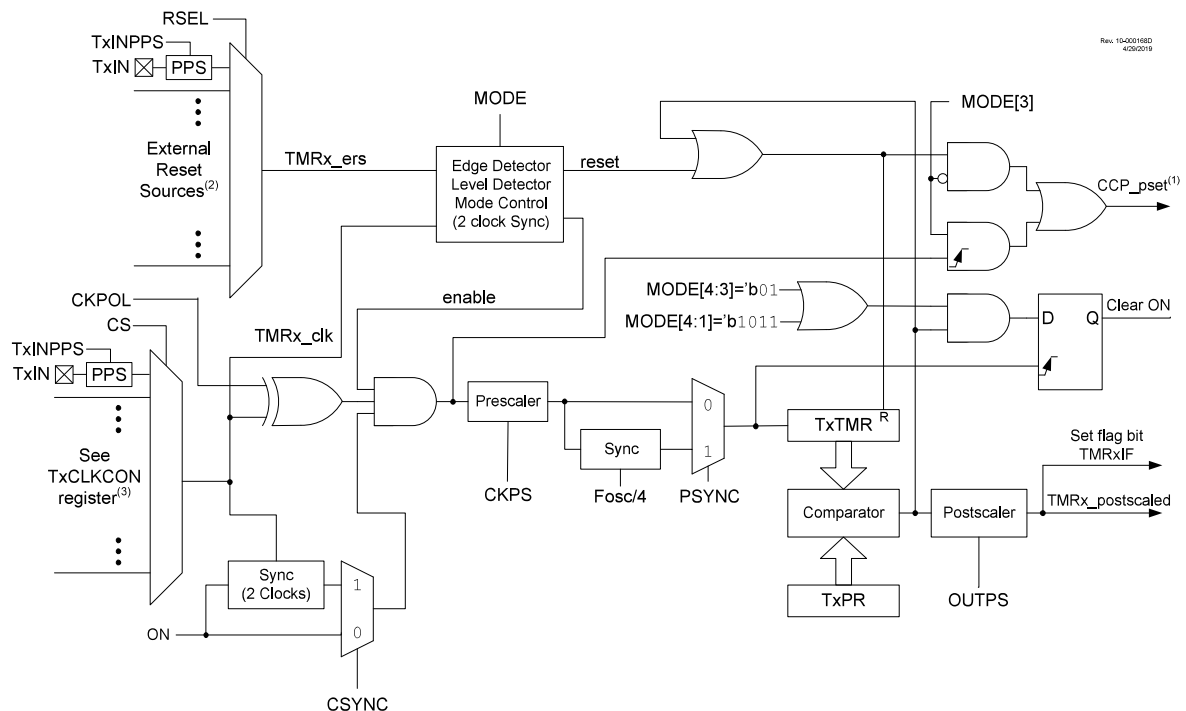 RSEL
TxINPPS
TxIN
PPS
Rev. 10-000168D
4/29/2019
MODE
MODE[3]
External
Reset
Sources(2)
TMRx_ers
Edge Detector
Level Detector
Mode Control
(2 clock Sync)
reset
CCP_pset(1)
enable
MODE[4:3]='b01
MODE[4:1]='b1011
D
Q
Clear ON
CKPOL
CS
TMRx_clk
TxINPPS
TxIN
PPS
Prescaler
0
1
TxTMR
R
Sync
See
TxCLKCON
register(3)
CKPS
Fosc/4
PSYNC
Set flag bit
TMRxIF
Comparator
Postscaler
TMRx_postscaled
Sync
(2 Clocks)
1
0
TxPR
OUTPS
ON
CSYNC